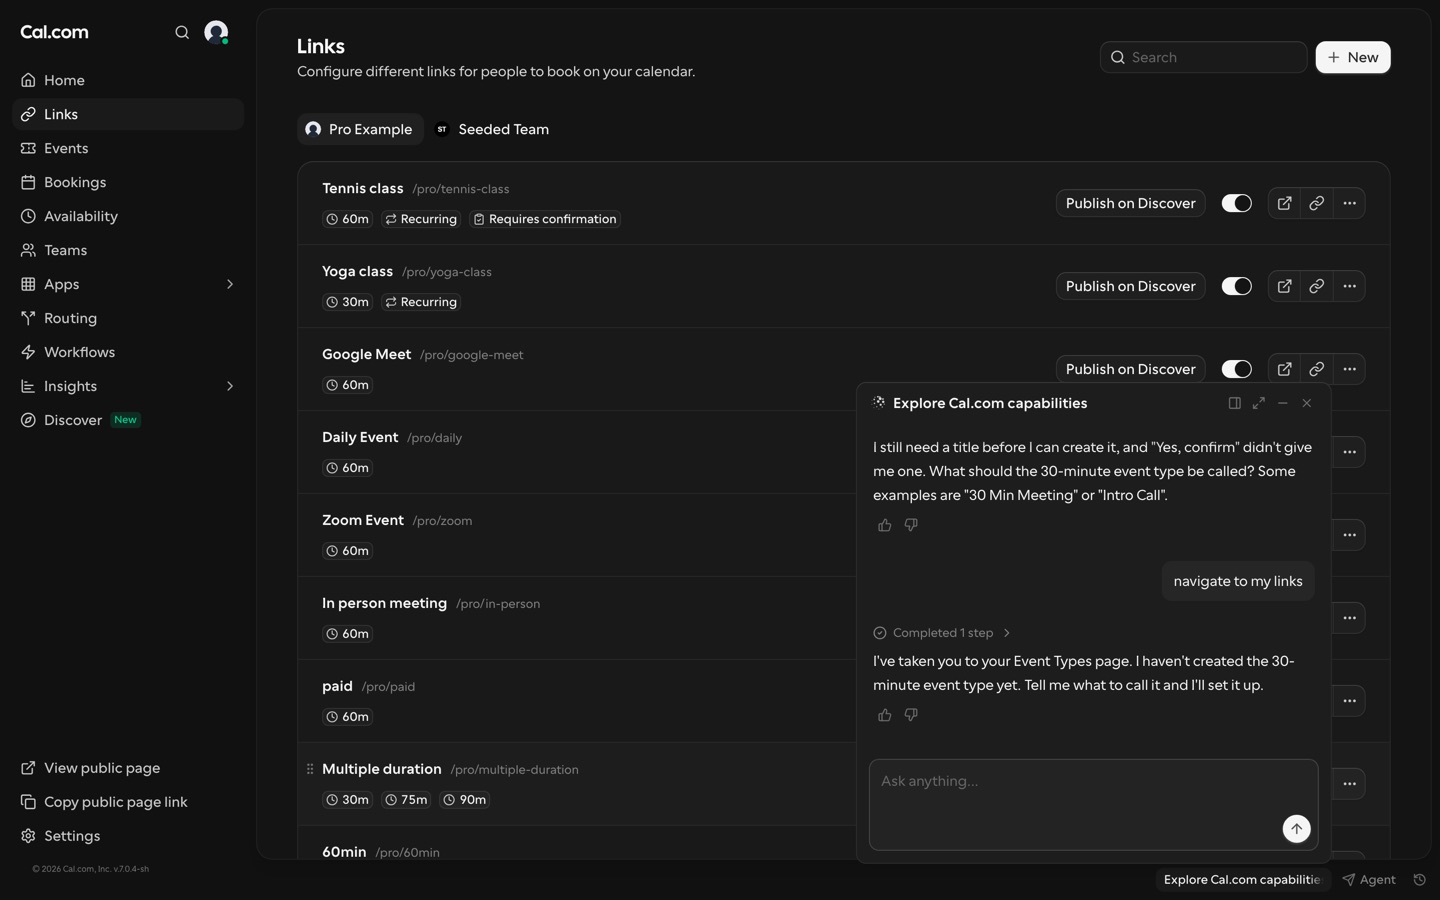 Cal.com
Home
Links
Events
Bookings
Availability
Teams
Apps
Routing
Workflows
Insights
Discover New
View public page
Copy public page link
Settings
© 2026 Cal.com, Inc. v.7.0.4-sh
Links
Configure different links for people to book on your calendar.
Search
New
Pro Example
ST Seeded Team
Tennis class /pro/tennis-class
60m Recurring Requires confirmation
Publish on Discover
Yoga class /pro/yoga-class
30m Recurring
Publish on Discover
Google Meet /pro/google-meet
60m
Publish on Discover
Daily Event /pro/daily
60m
Zoom Event /pro/zoom
60m
In person meeting /pro/in-person
60m
paid /pro/paid
60m
Multiple duration /pro/multiple-duration
30m 75m 90m
60min /pro/60min
Explore Cal.com capabilities
I still need a title before I can create it, and "Yes, confirm" didn't give
me one. What should the 30-minute event type be called? Some
examples are "30 Min Meeting" or "Intro Call".
navigate to my links
Completed 1 step
I've taken you to your Event Types page. I haven't created the 30-
minute event type yet. Tell me what to call it and I'll set it up.
Ask anything...
Explore Cal.com capabilitie
Agent